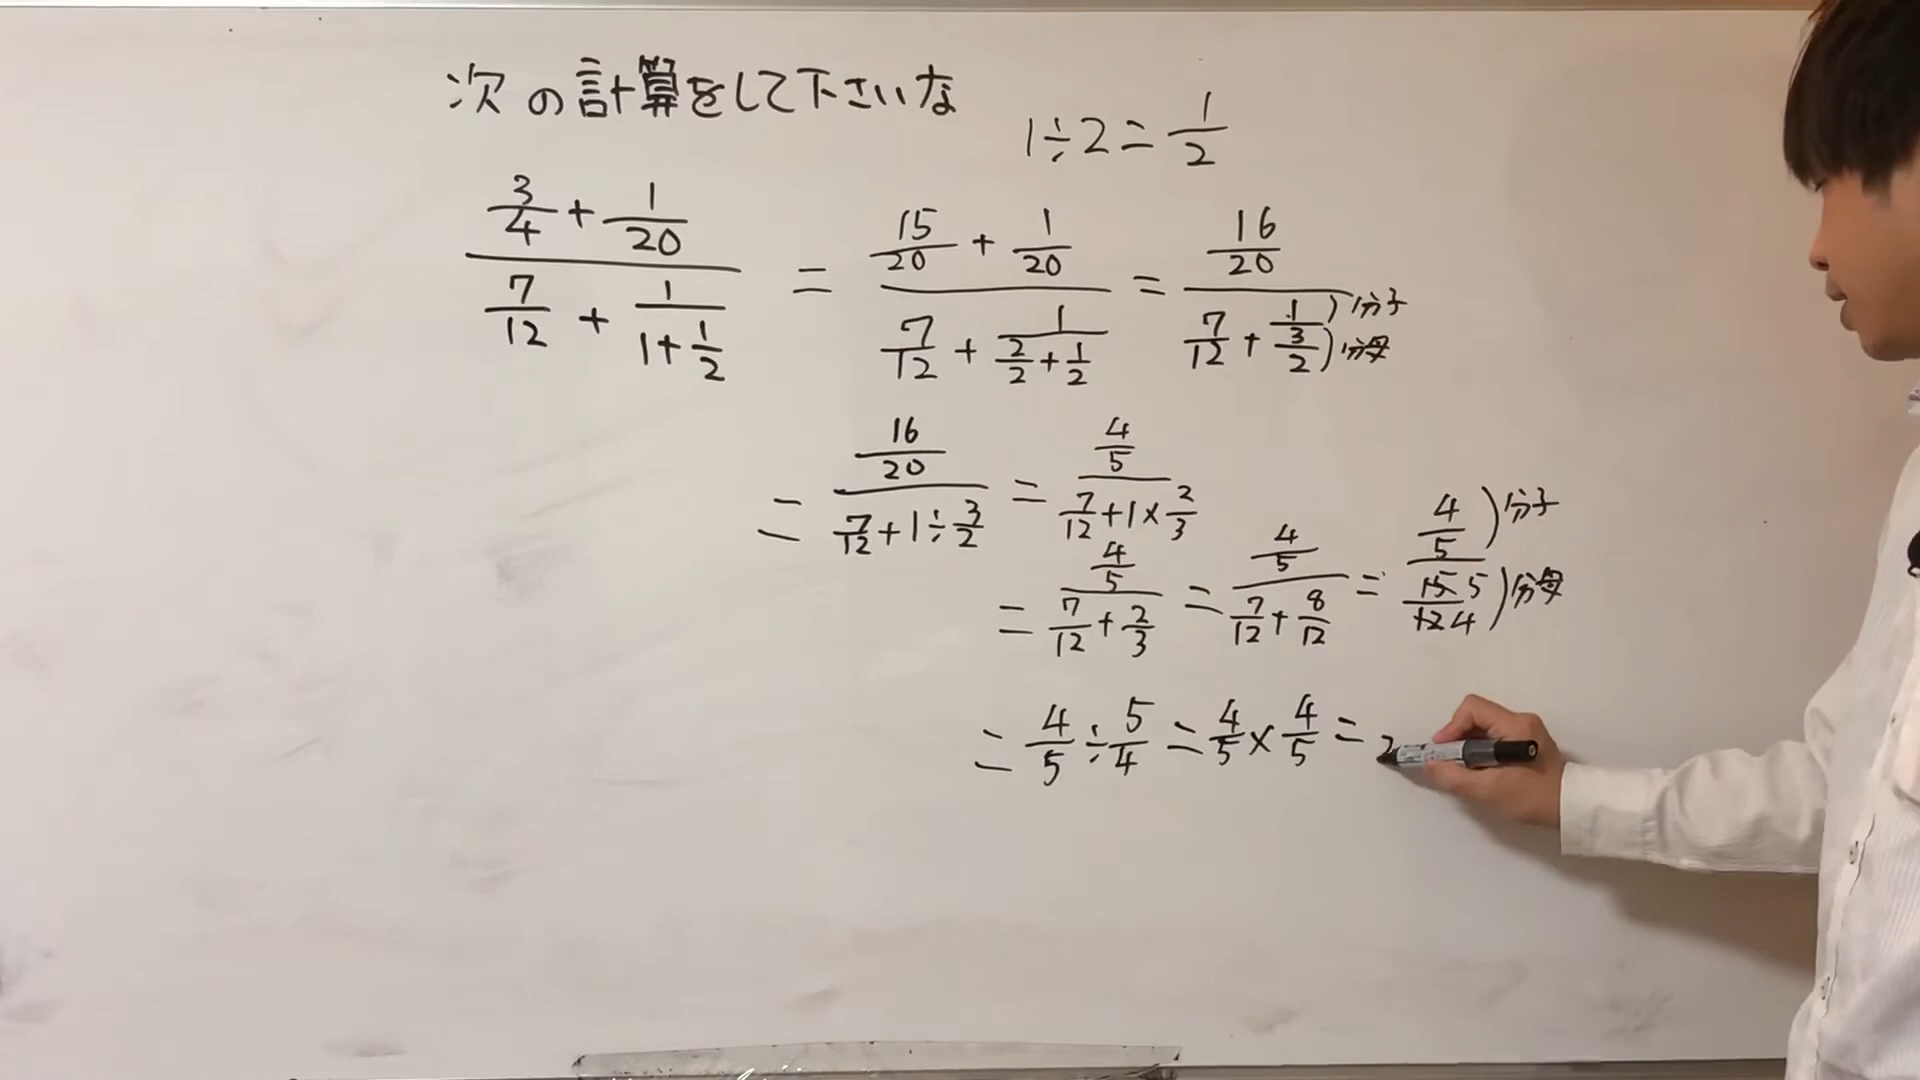 次の計算をして下さいな
1÷2=1/2
(3/4+1/20)/(7/12+1/(1+1/2)) = (15/20+1/20)/(7/12+1/(2/2+1/2)) = (16/20)/(7/12+1/(3/2)) )分子 )分母
= (16/20)/(7/12+1÷3/2) = (4/5)/(7/12+1×2/3)
= (4/5)/(7/12+2/3) = (4/5)/(7/12+8/12) = (4/5)/(15/12 5/4) )分子 )分母
= 4/5÷5/4 = 4/5×4/5 =